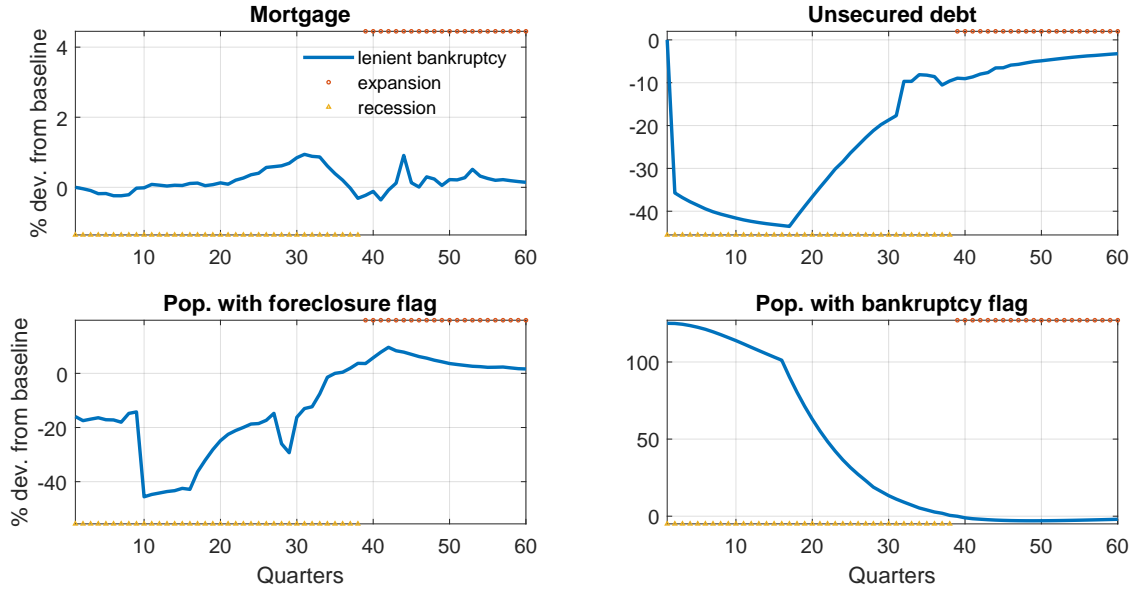 Mortgage
% dev. from baseline
4
2
0
lenient bankruptcy
expansion
recession
10 20 30 40 50 60
Unsecured debt
0
-10
-20
-30
-40
10 20 30 40 50 60
Pop. with foreclosure flag
% dev. from baseline
0
-20
-40
10 20 30 40 50 60
Quarters
Pop. with bankruptcy flag
100
50
0
10 20 30 40 50 60
Quarters